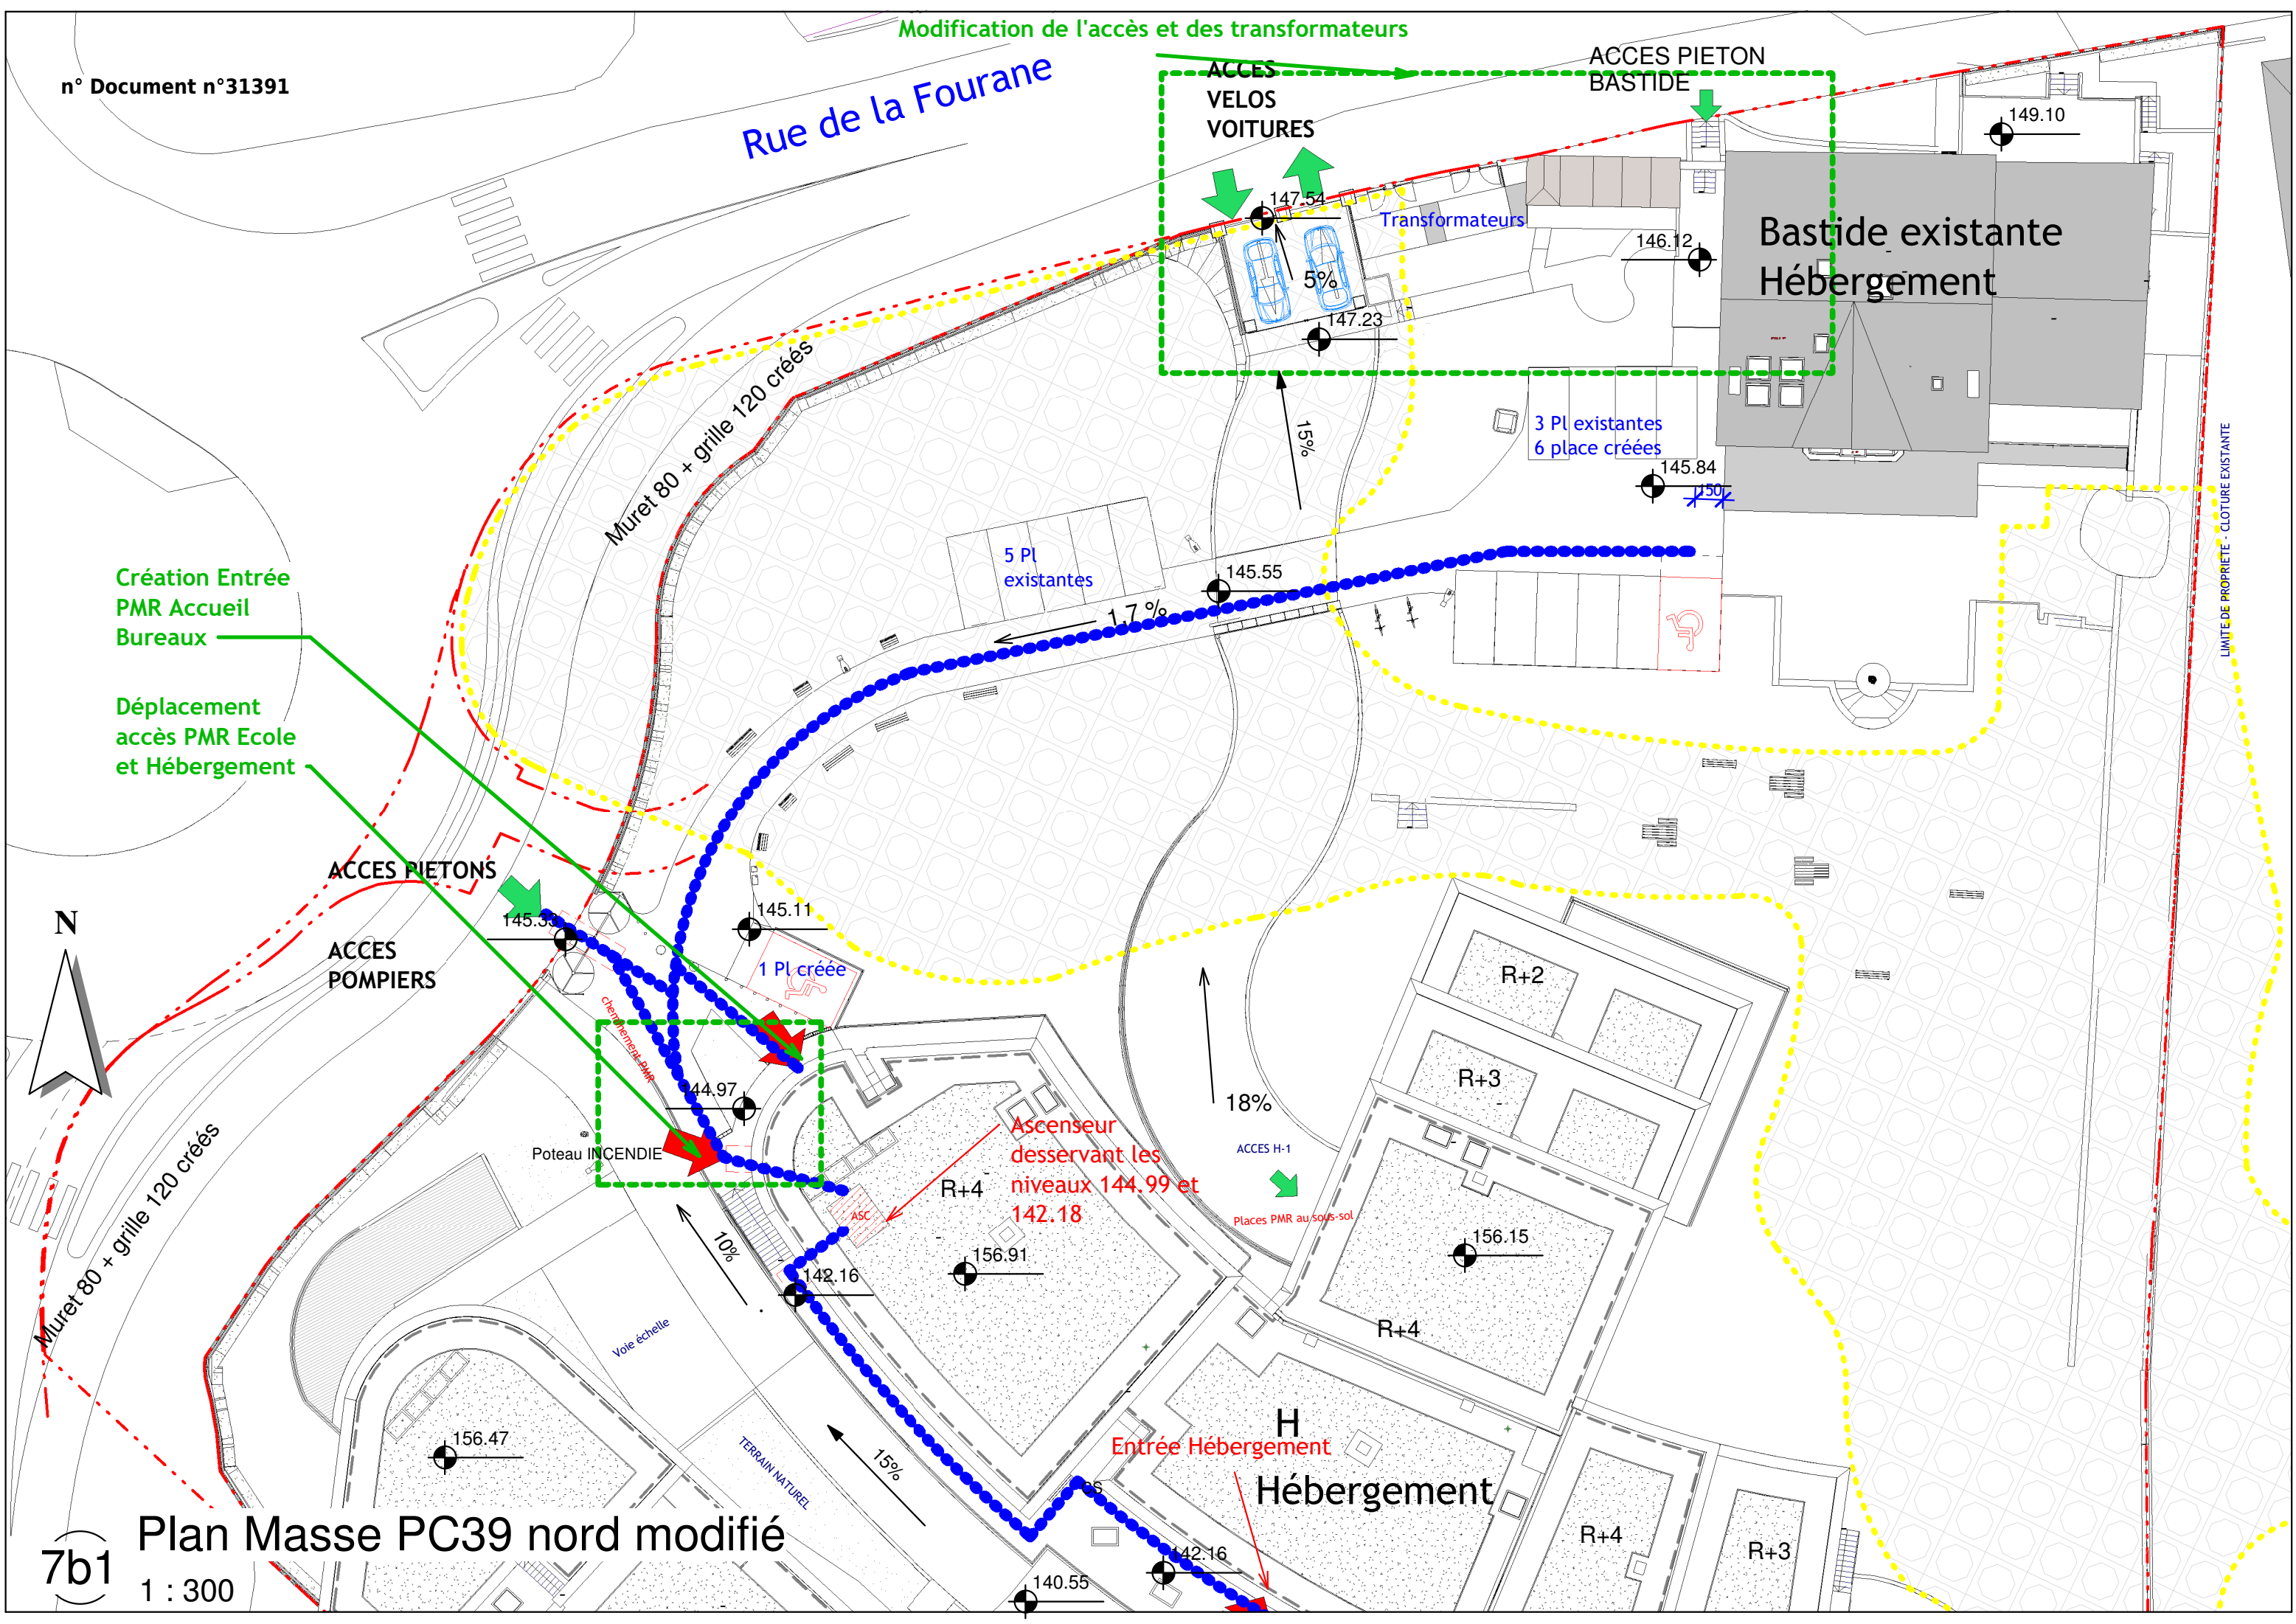 Modification de l'accès et des transformateurs
n° Document n°31391
Rue de la Fourane
ACCES
VELOS
VOITURES
ACCES PIETON
BASTIDE
149.10
147.54
Transformateurs
146.12
Bastide existante
Hébergement
5%
147.23
Muret 80 + grille 120 créés
15%
3 Pl existantes
6 place créées
145.84
150
LIMITE DE PROPRIETE - CLOTURE EXISTANTE
5 Pl
existantes
145.55
1.7 %
Création Entrée
PMR Accueil
Bureaux
Déplacement
accès PMR Ecole
et Hébergement
ACCES PIETONS
145.33
145.11
N
ACCES
POMPIERS
1 Pl créée
cheminement PMR
R+2
R+3
144.97
18%
Poteau INCENDIE
Ascenseur
desservant les
niveaux 144.99 et
142.18
ACCES H-1
R+4
ASC
Places PMR au sous-sol
10%
156.91
156.15
142.16
Muret 80 + grille 120 créés
Voie échelle
R+4
H
156.47
Entrée Hébergement
15%
TERRAIN NATUREL
CS
Hébergement
R+4
R+3
142.16
140.55
Plan Masse PC39 nord modifié
7b1
1 : 300